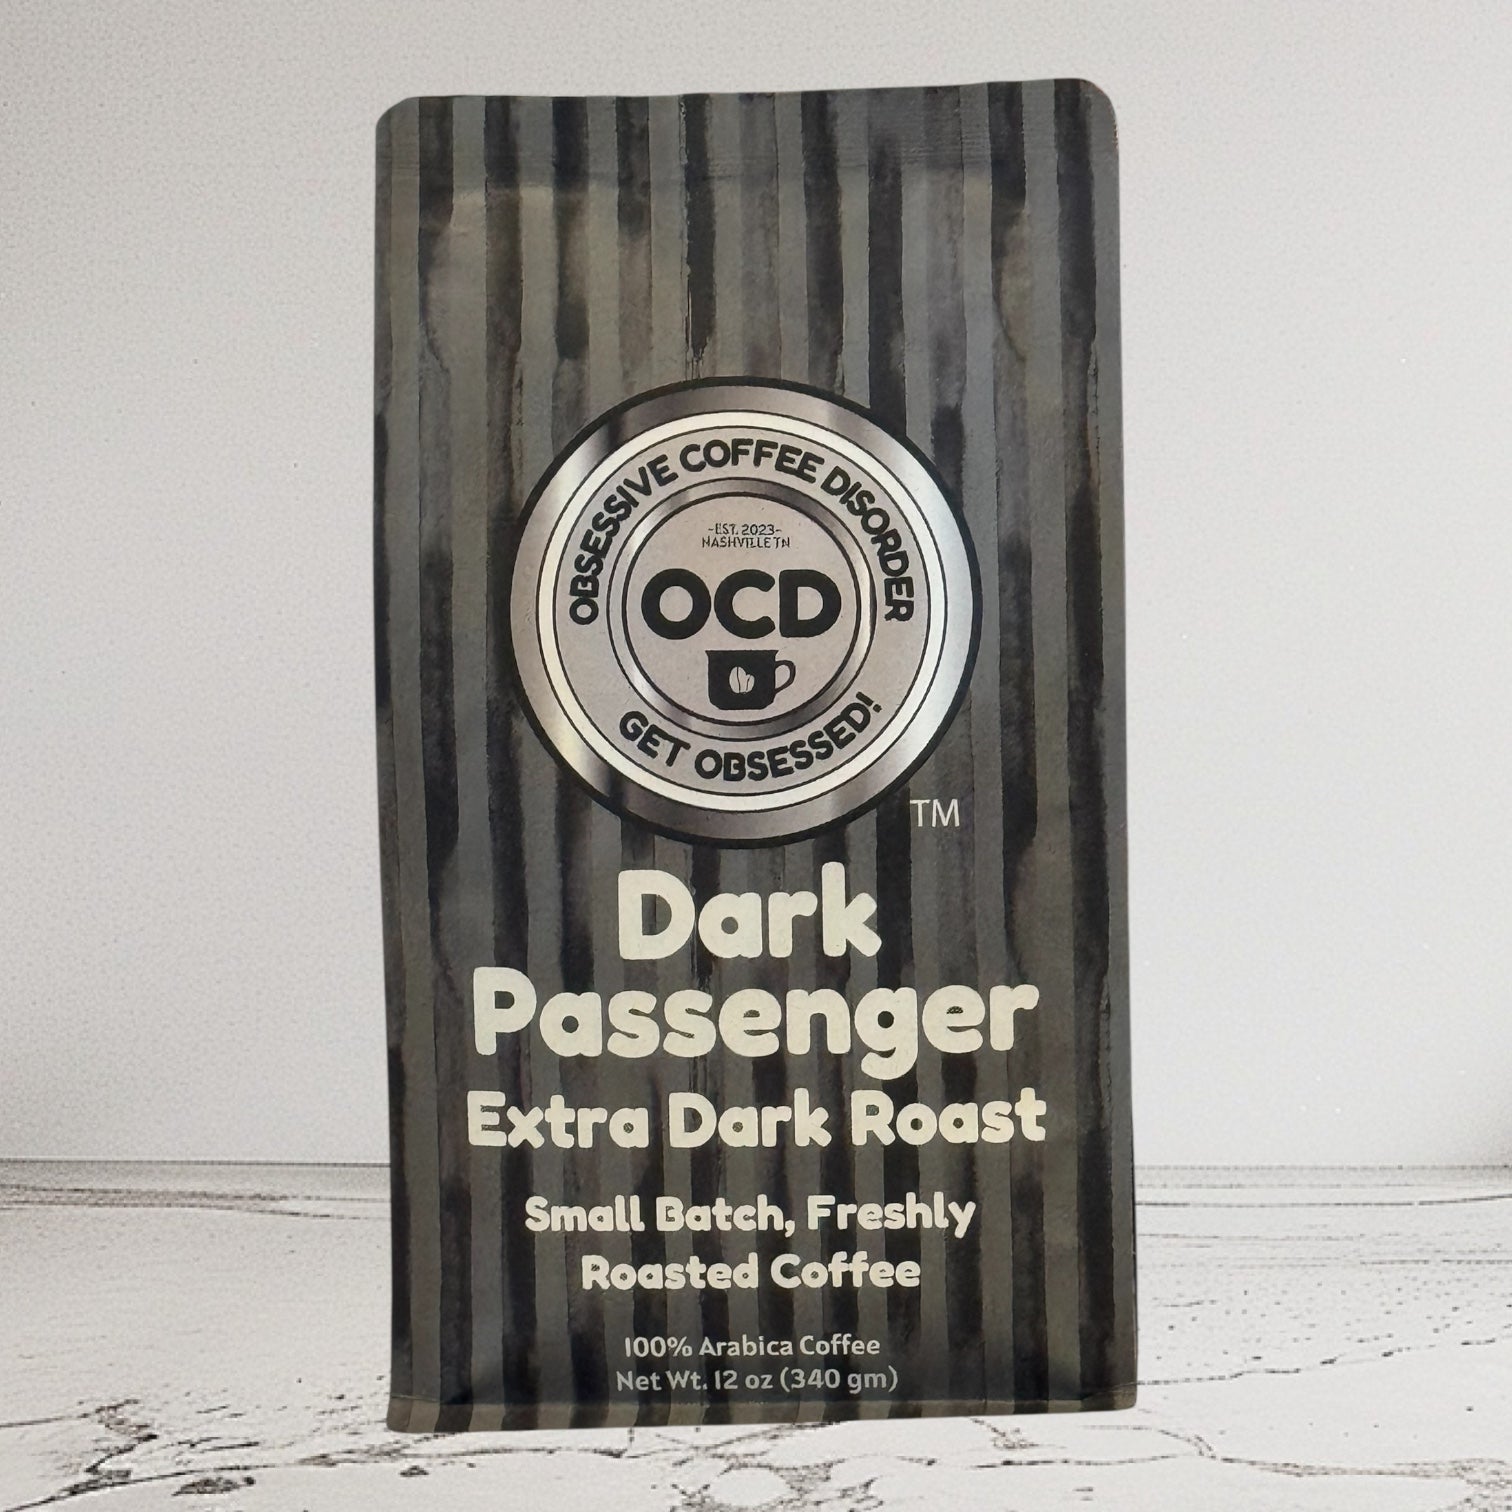 OBSESSIVE COFFEE DISORDER
-EST. 2023-
NASHVILLE TN
OCD
GET OBSESSED!
TM
Dark
Passenger
Extra Dark Roast
Small Batch, Freshly
Roasted Coffee
100% Arabica Coffee
Net Wt. 12 oz (340 gm)